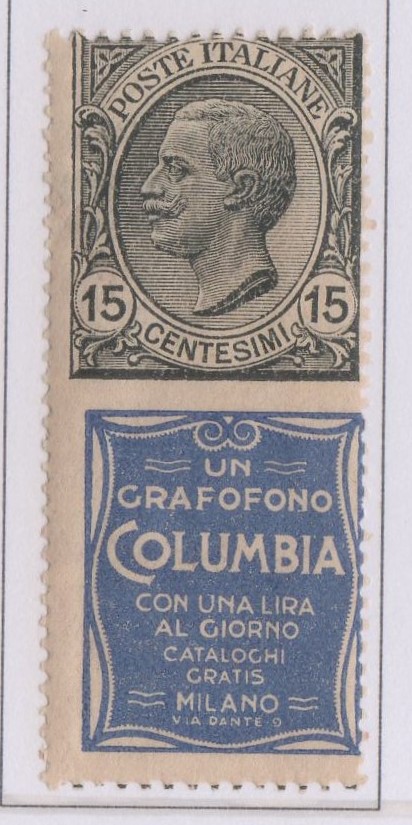 POSTE ITALIANE
15 15
CENTESIMI
UN
GRAFOFONO
COLUMBIA
CON UNA LIRA
AL GIORNO
CATALOGHI
GRATIS
MILANO
VIA DANTE 9